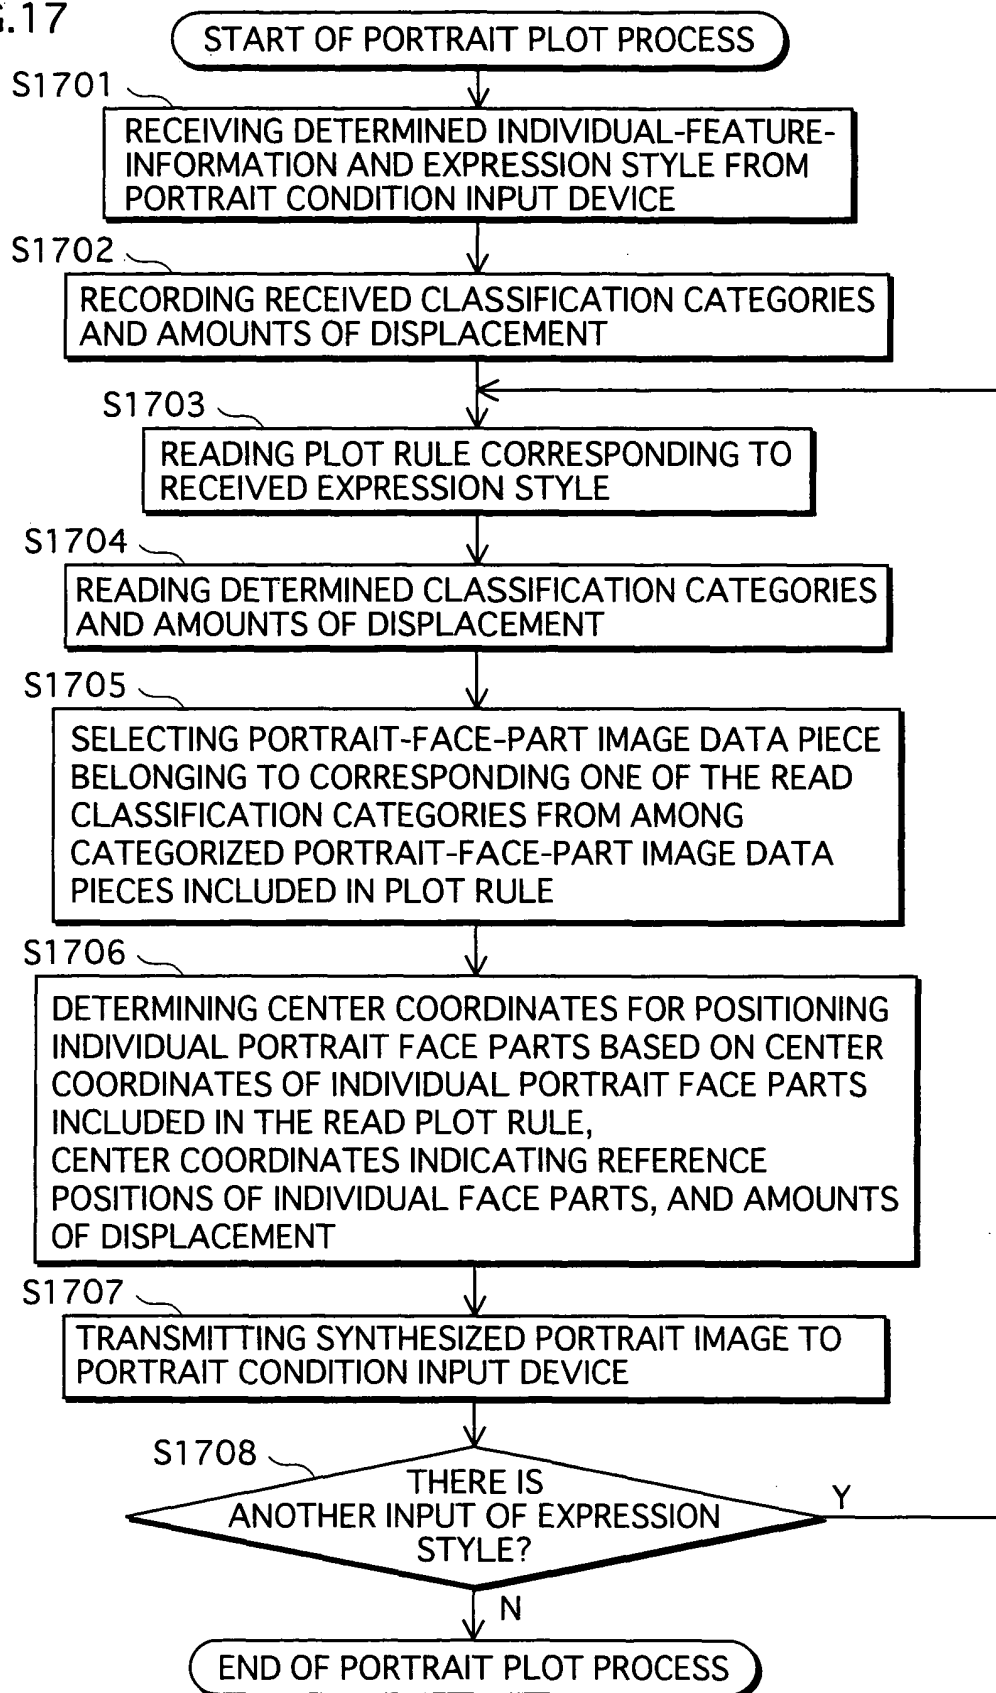 .17
START OF PORTRAIT PLOT PROCESS
S1701
RECEIVING DETERMINED INDIVIDUAL-FEATURE-
INFORMATION AND EXPRESSION STYLE FROM
PORTRAIT CONDITION INPUT DEVICE
S1702
RECORDING RECEIVED CLASSIFICATION CATEGORIES
AND AMOUNTS OF DISPLACEMENT
S1703
READING PLOT RULE CORRESPONDING TO
RECEIVED EXPRESSION STYLE
S1704
READING DETERMINED CLASSIFICATION CATEGORIES
AND AMOUNTS OF DISPLACEMENT
S1705
SELECTING PORTRAIT-FACE-PART IMAGE DATA PIECE
BELONGING TO CORRESPONDING ONE OF THE READ
CLASSIFICATION CATEGORIES FROM AMONG
CATEGORIZED PORTRAIT-FACE-PART IMAGE DATA
PIECES INCLUDED IN PLOT RULE
S1706
DETERMINING CENTER COORDINATES FOR POSITIONING
INDIVIDUAL PORTRAIT FACE PARTS BASED ON CENTER
COORDINATES OF INDIVIDUAL PORTRAIT FACE PARTS
INCLUDED IN THE READ PLOT RULE,
CENTER COORDINATES INDICATING REFERENCE
POSITIONS OF INDIVIDUAL FACE PARTS, AND AMOUNTS
OF DISPLACEMENT
S1707
TRANSMITTING SYNTHESIZED PORTRAIT IMAGE TO
PORTRAIT CONDITION INPUT DEVICE
S1708
THERE IS
ANOTHER INPUT OF EXPRESSION
STYLE?
Y
N
END OF PORTRAIT PLOT PROCESS